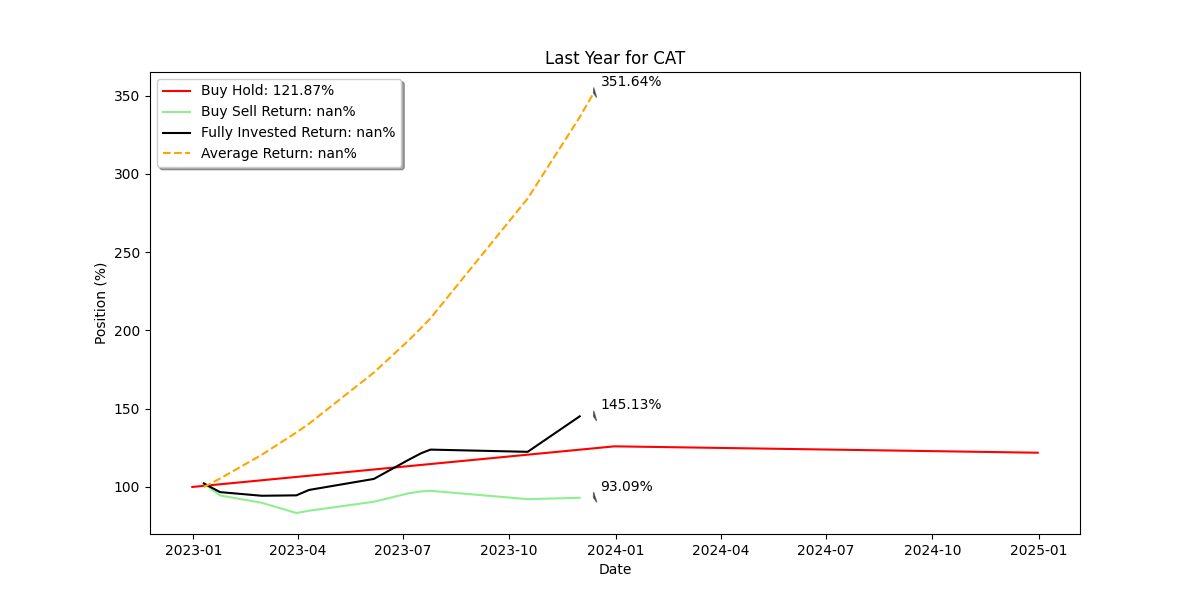 Last Year for CAT
351.64%
Buy Hold: 121.87%
Buy Sell Return: nan%
Fully Invested Return: nan%
Average Return: nan%
350
300
250
200
150
100
Position (%)
145.13%
93.09%
2023-01 2023-04 2023-07 2023-10 2024-01 2024-04 2024-07 2024-10 2025-01
Date